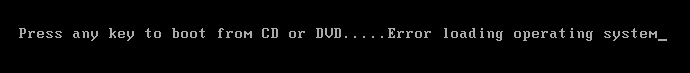 Press any key to boot from CD or DVD.....Error loading operating system_